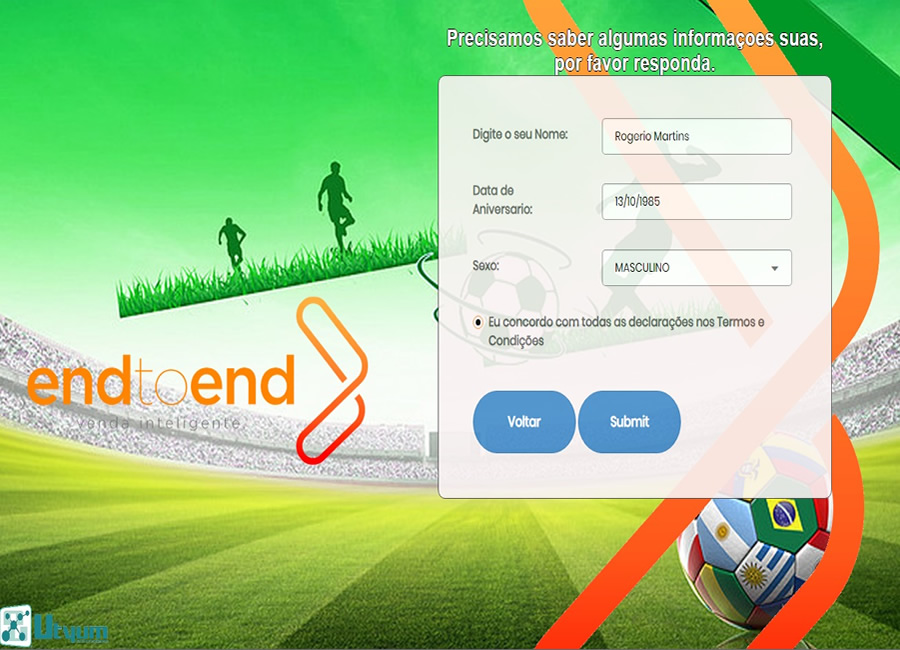 Precisamos saber algumas informaçoes suas,
por favor responda.
Digite o seu Nome:
Rogerio Martins
Data de
Aniversario:
13/10/1985
Sexo:
MASCULINO
Eu concordo com todas as declarações nos Termos e
Condições
Voltar
Submit
endtoend
venda inteligente